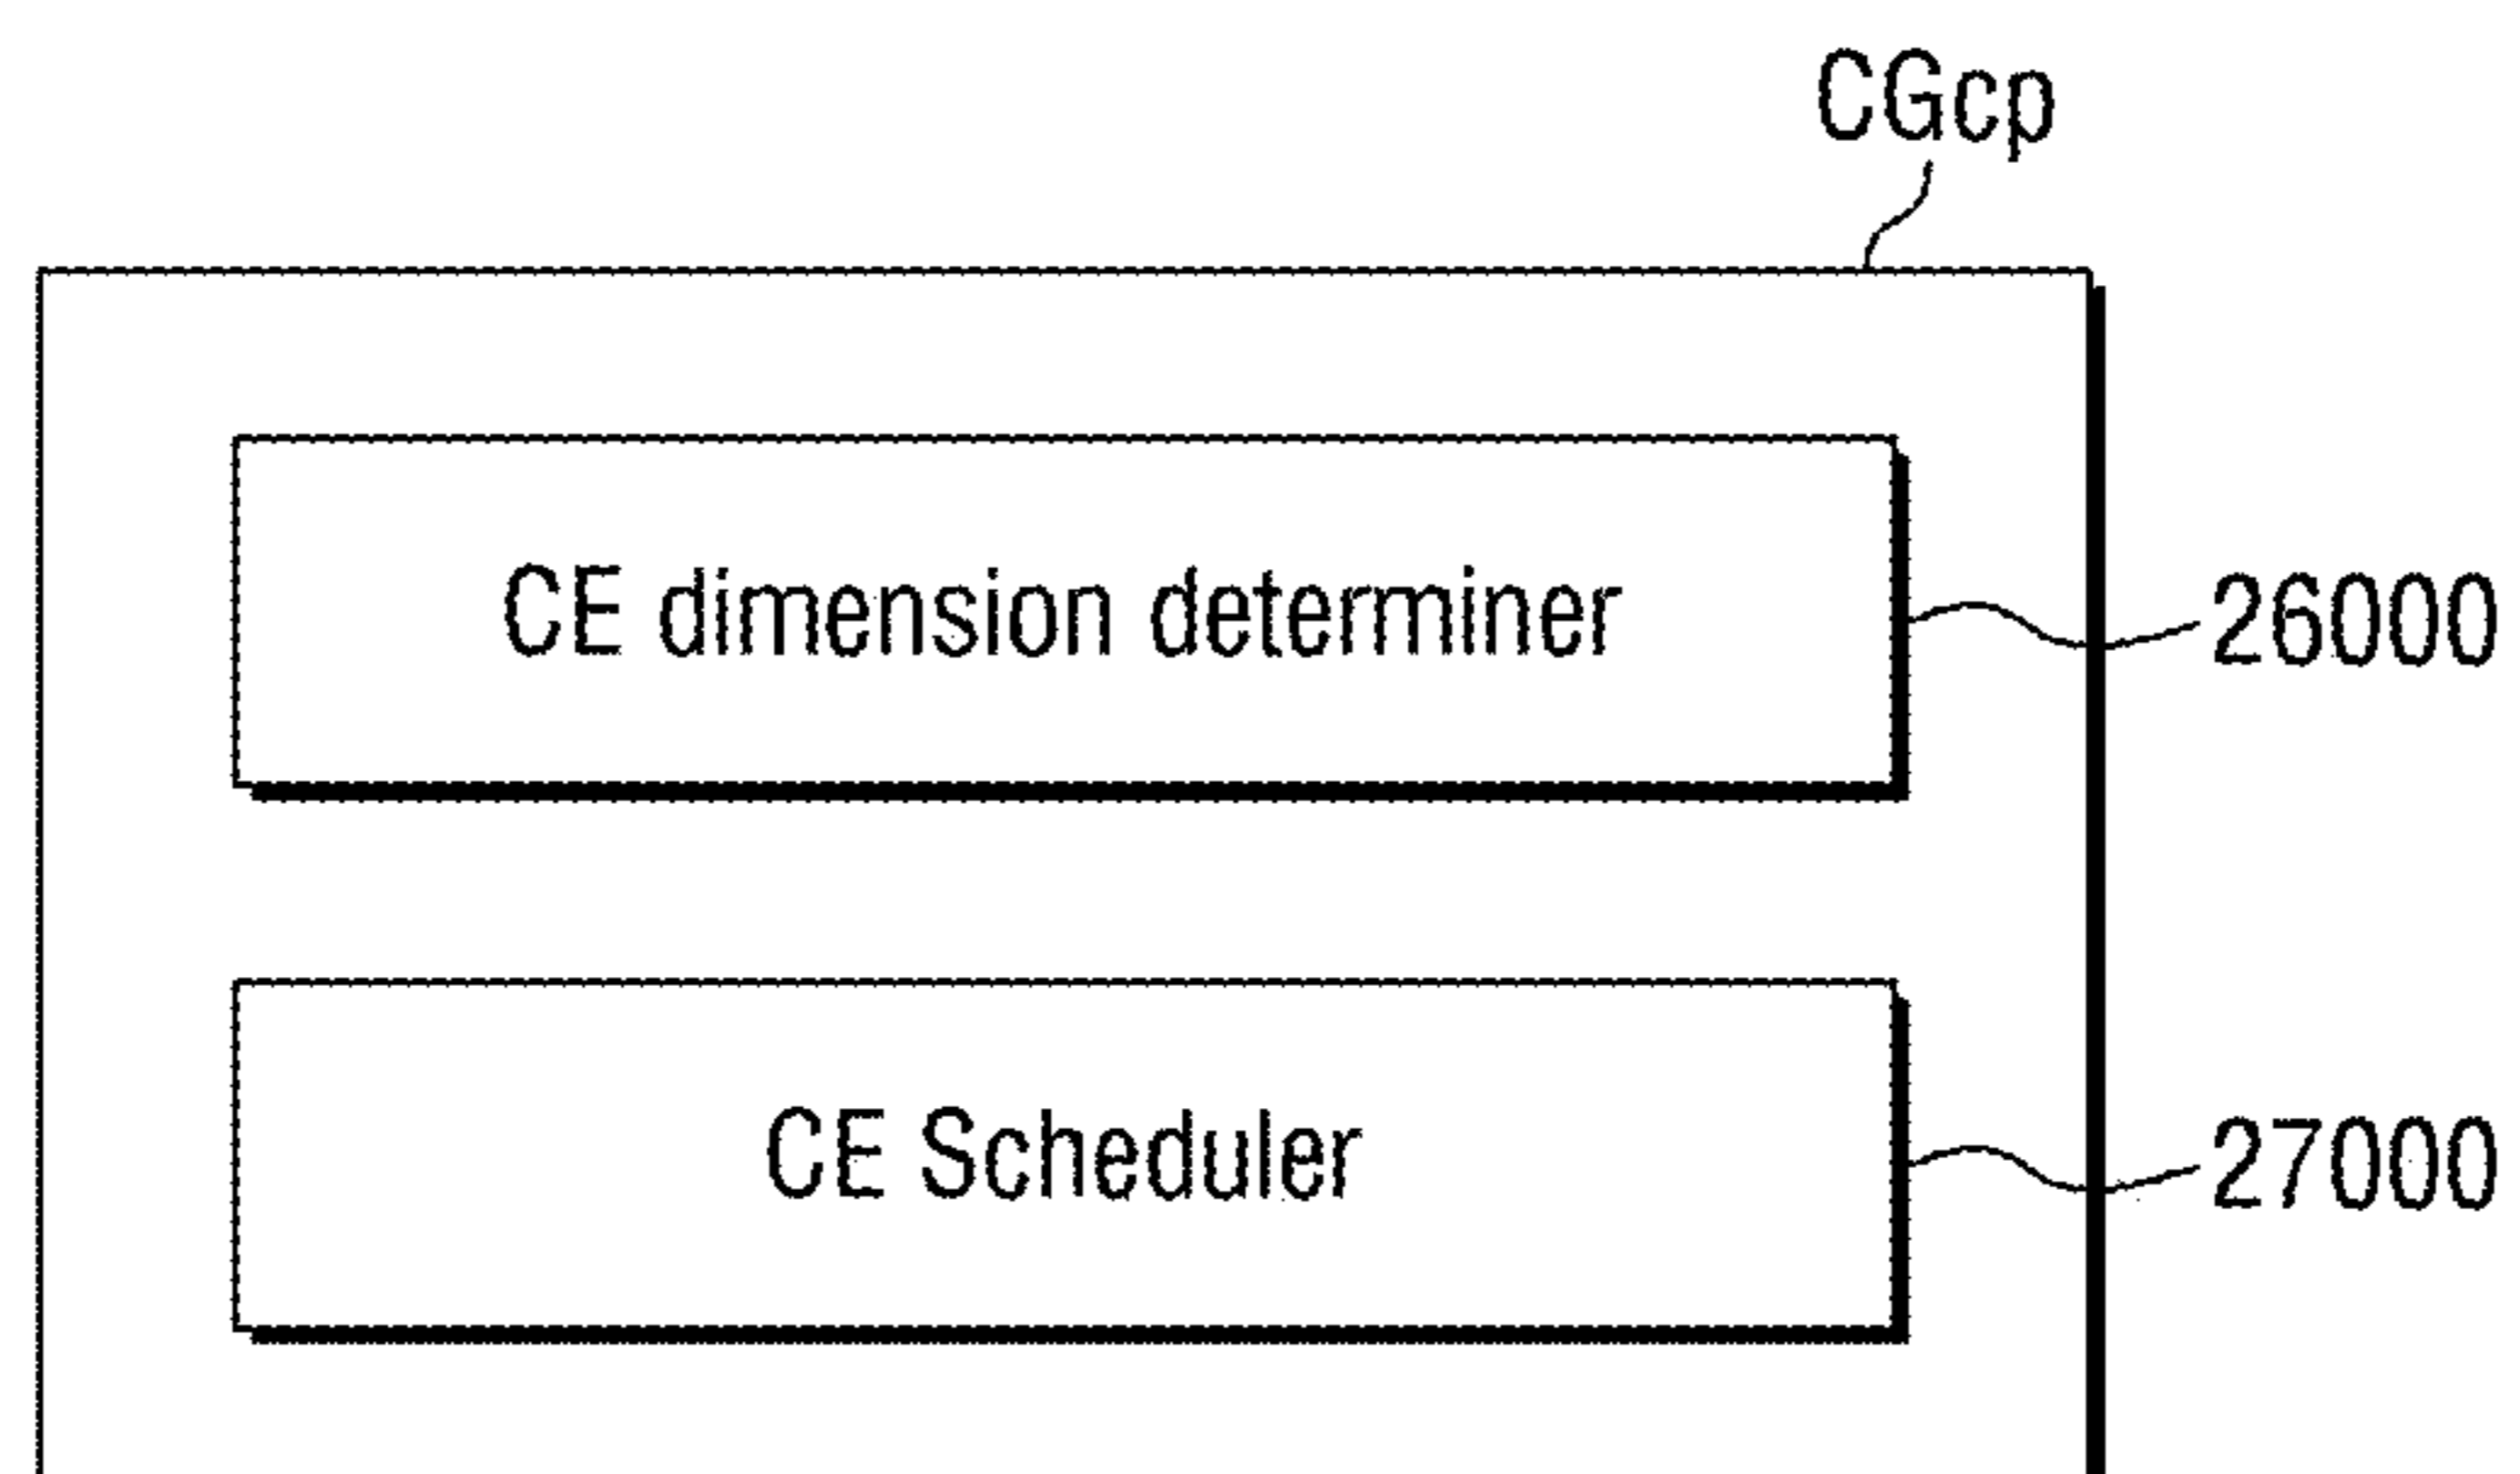 CGcp
CE dimension determiner
26000
CE Scheduler
27000